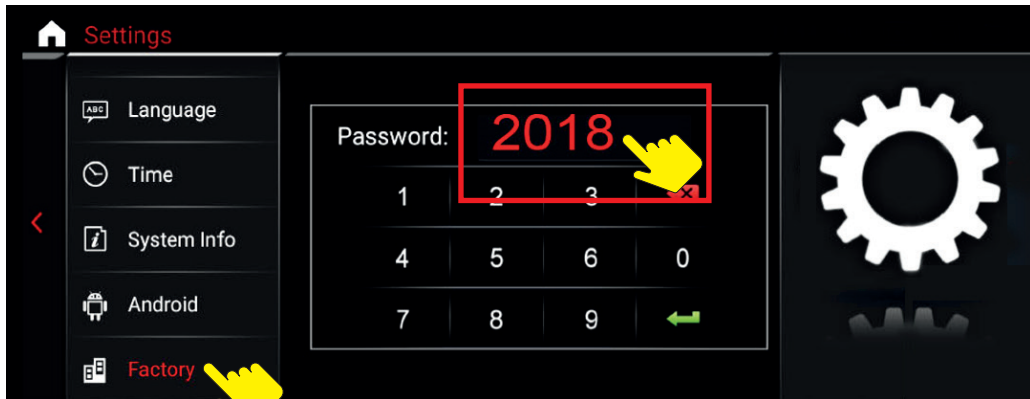 Settings
Language
Time
System Info
Android
Factory
Password: 2018
1 2 3
4 5 6 0
7 8 9